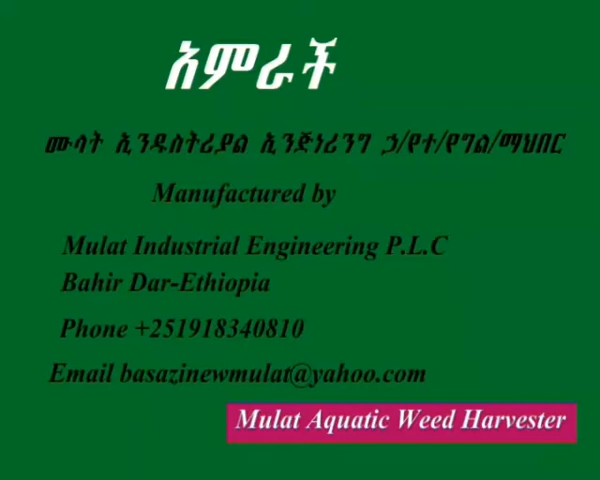 አምራች
ሙላት ኢንዱስትሪያል ኢንጅነሪንግ ኃ/የተ/የግል/ማህበር
Manufactured by
Mulat Industrial Engineering P.L.C
Bahir Dar-Ethiopia
Phone +251918340810
Email basazinewmulat@yahoo.com
Mulat Aquatic Weed Harvester